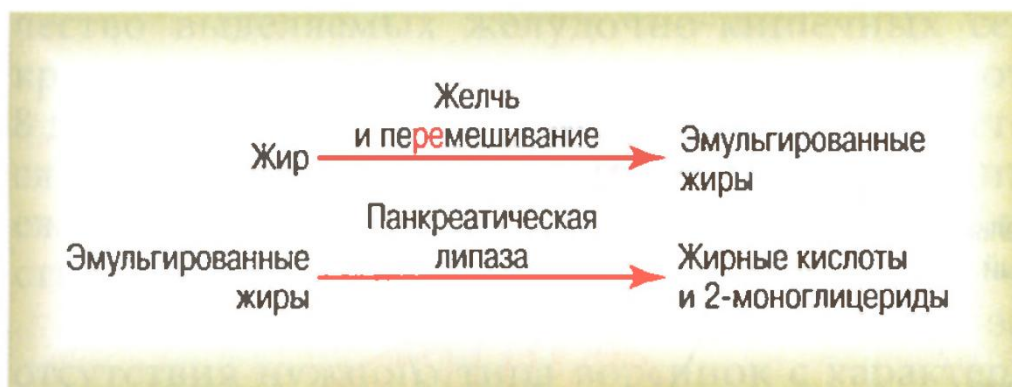 Желчь
и перемешивание
Жир
Эмульгированные
жиры
Панкреатическая
липаза
Эмульгированные
жиры
Жирные кислоты
и 2-моноглицериды